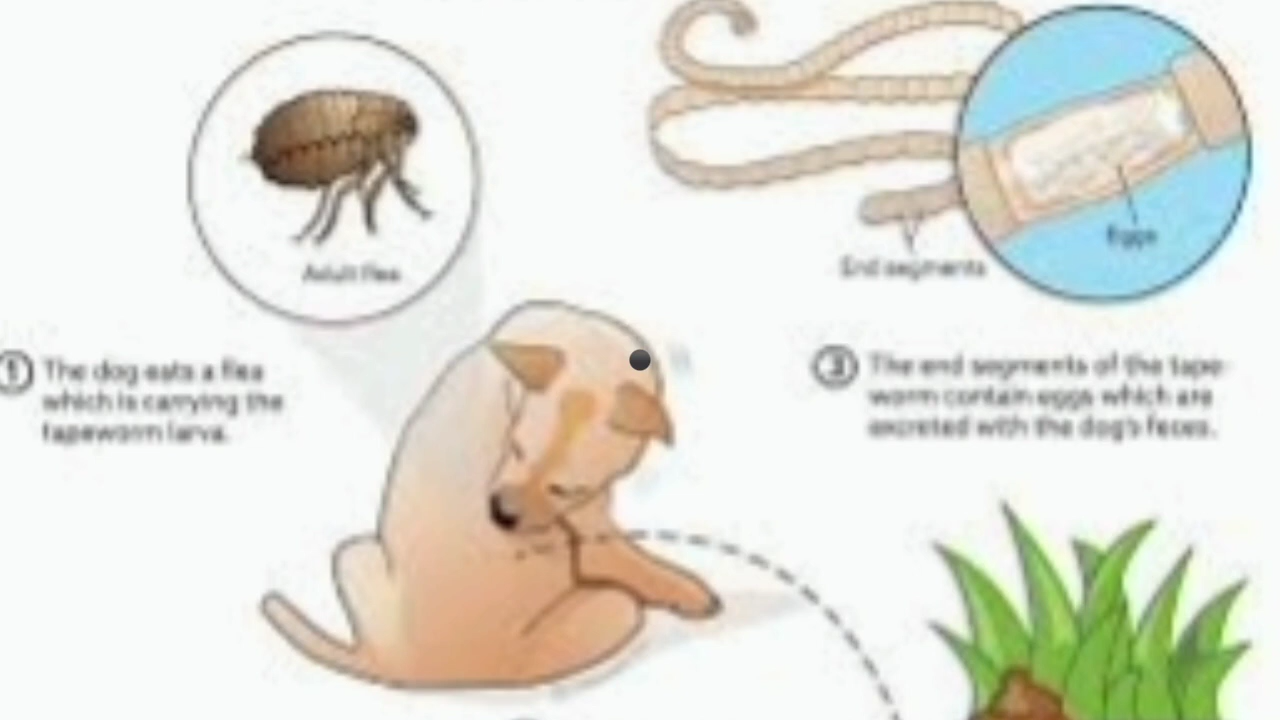 Adult flea
Eggs
End segments
1 The dog eats a flea
which is carrying the
tapeworm larva.
3 The end segments of the tape-
worm contain eggs which are
excreted with the dog's feces.